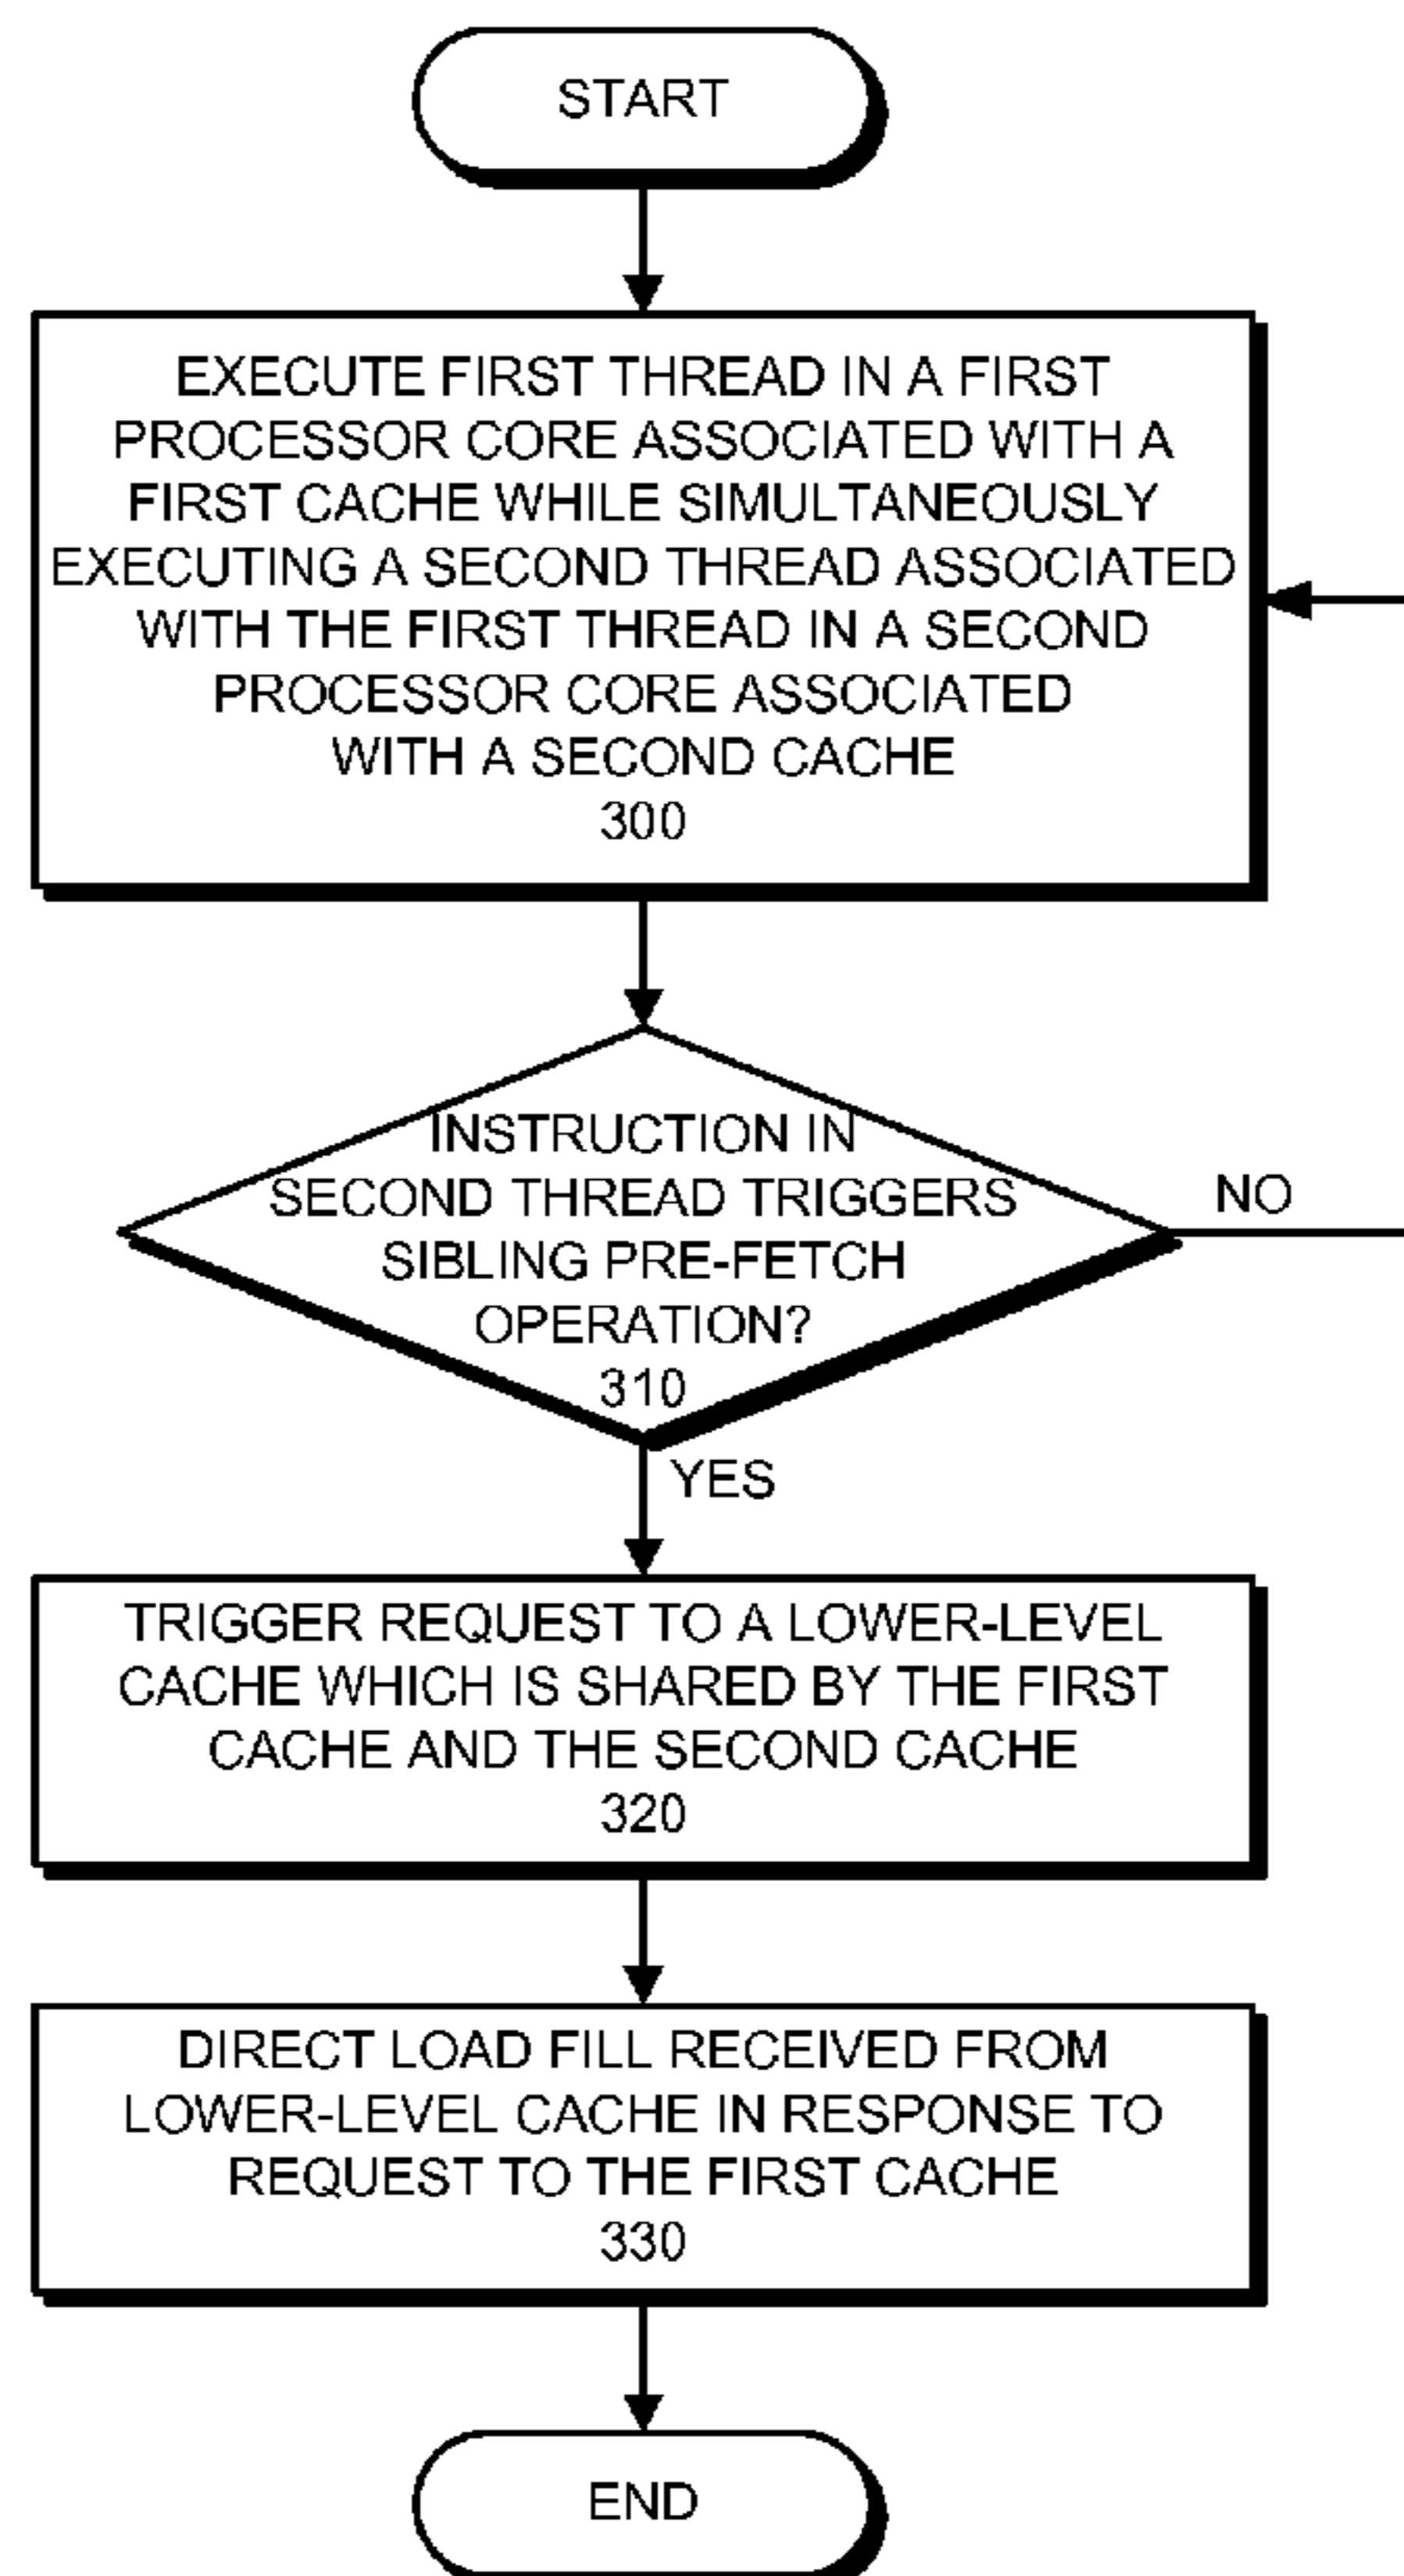 START
EXECUTE FIRST THREAD IN A FIRST
PROCESSOR CORE ASSOCIATED WITH A
FIRST CACHE WHILE SIMULTANEOUSLY
EXECUTING A SECOND THREAD ASSOCIATED
WITH THE FIRST THREAD IN A SECOND
PROCESSOR CORE ASSOCIATED
WITH A SECOND CACHE
300
INSTRUCTION IN
SECOND THREAD TRIGGERS
SIBLING PRE-FETCH
OPERATION?
310
NO
YES
TRIGGER REQUEST TO A LOWER-LEVEL
CACHE WHICH IS SHARED BY THE FIRST
CACHE AND THE SECOND CACHE
320
DIRECT LOAD FILL RECEIVED FROM
LOWER-LEVEL CACHE IN RESPONSE TO
REQUEST TO THE FIRST CACHE
330
END